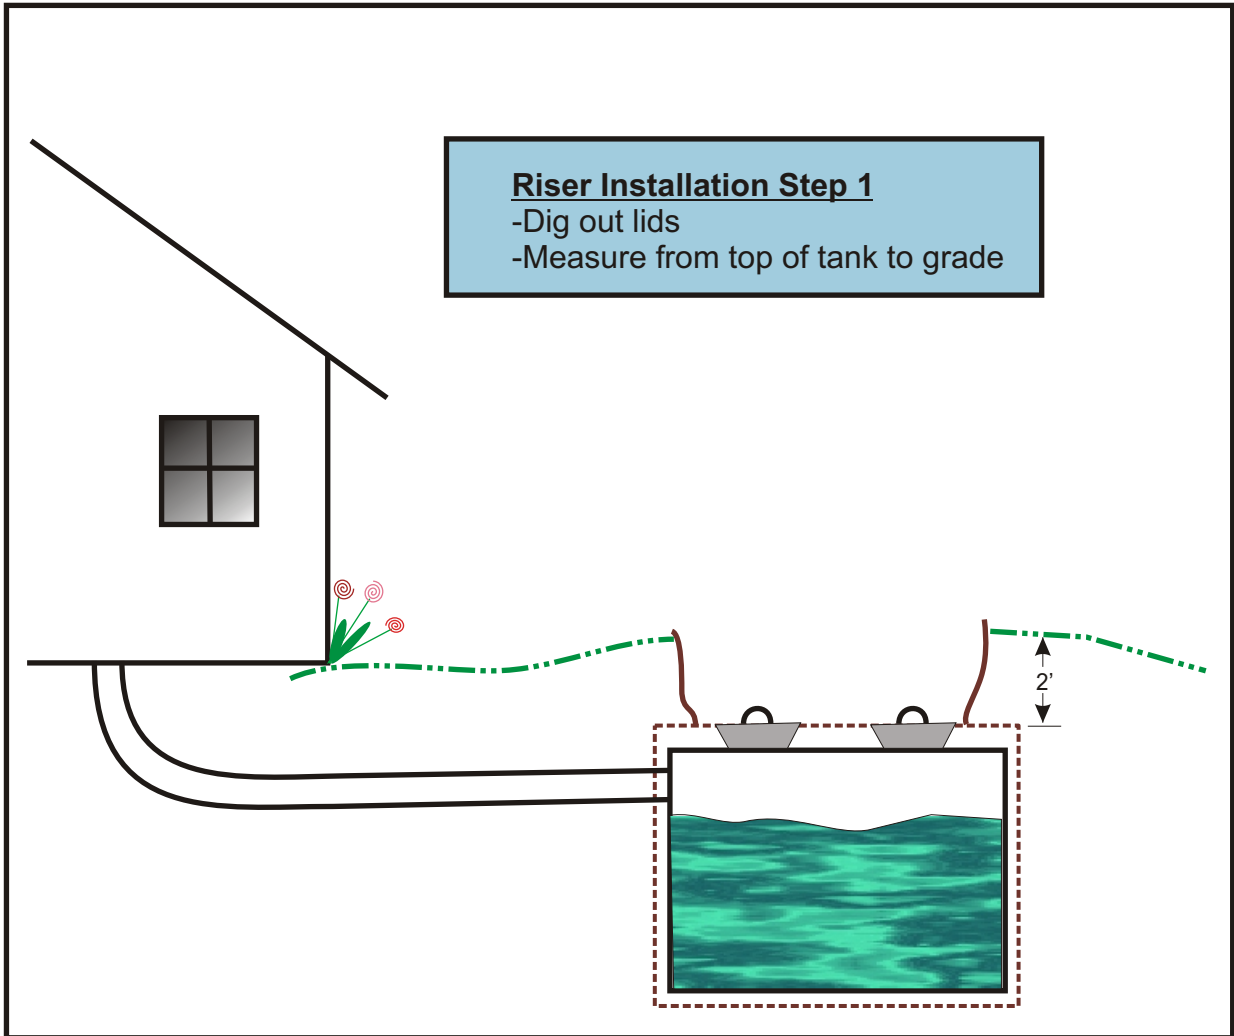 Riser Installation Step 1
-Dig out lids
-Measure from top of tank to grade
2’